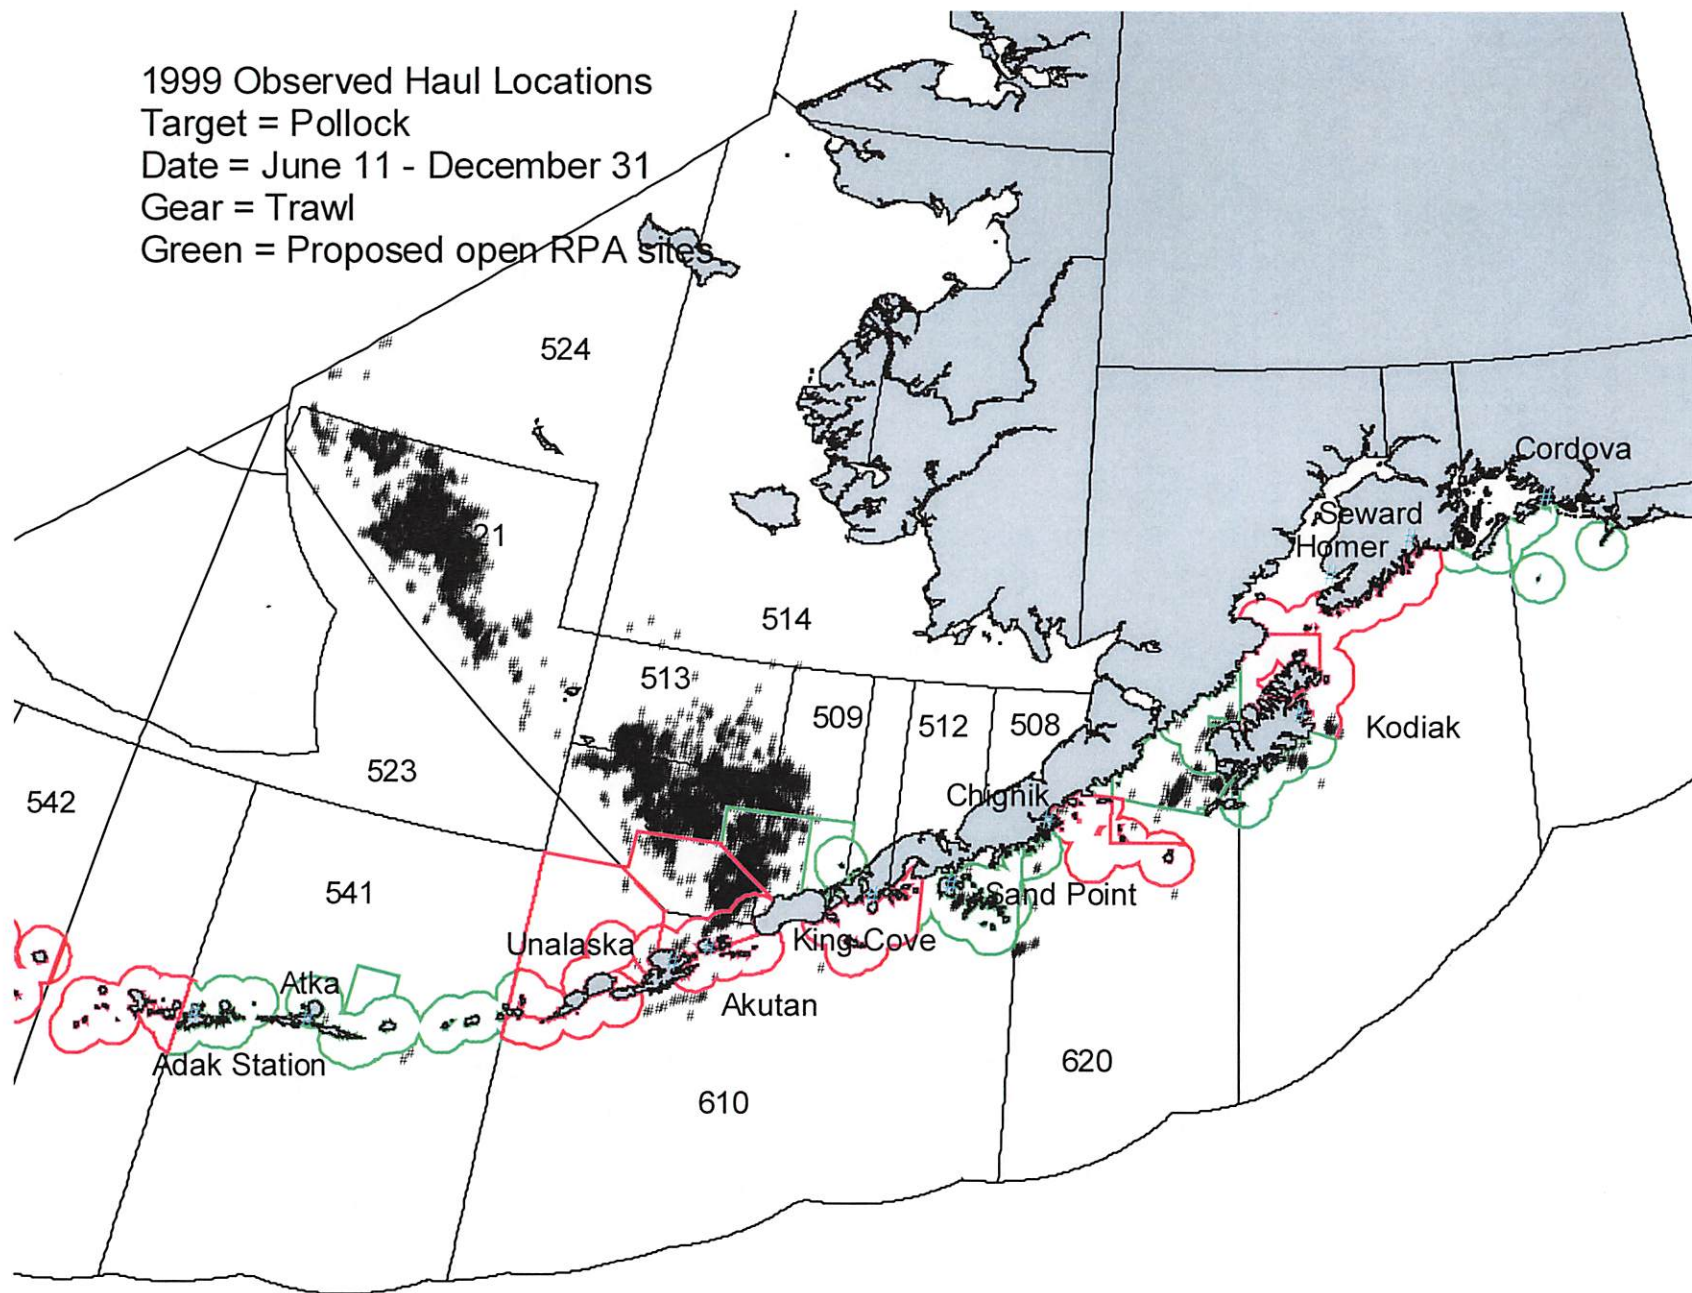 1999 Observed Haul Locations
Target = Pollock
Date = June 11 - December 31
Gear = Trawl
Green = Proposed open RPA sites
524
Cordova
Seward
Homer
21
514
513
509
512
508
Kodiak
523
542
Chignik
541
Sand Point
Unalaska
King Cove
Atka
Akutan
Adak Station
620
610